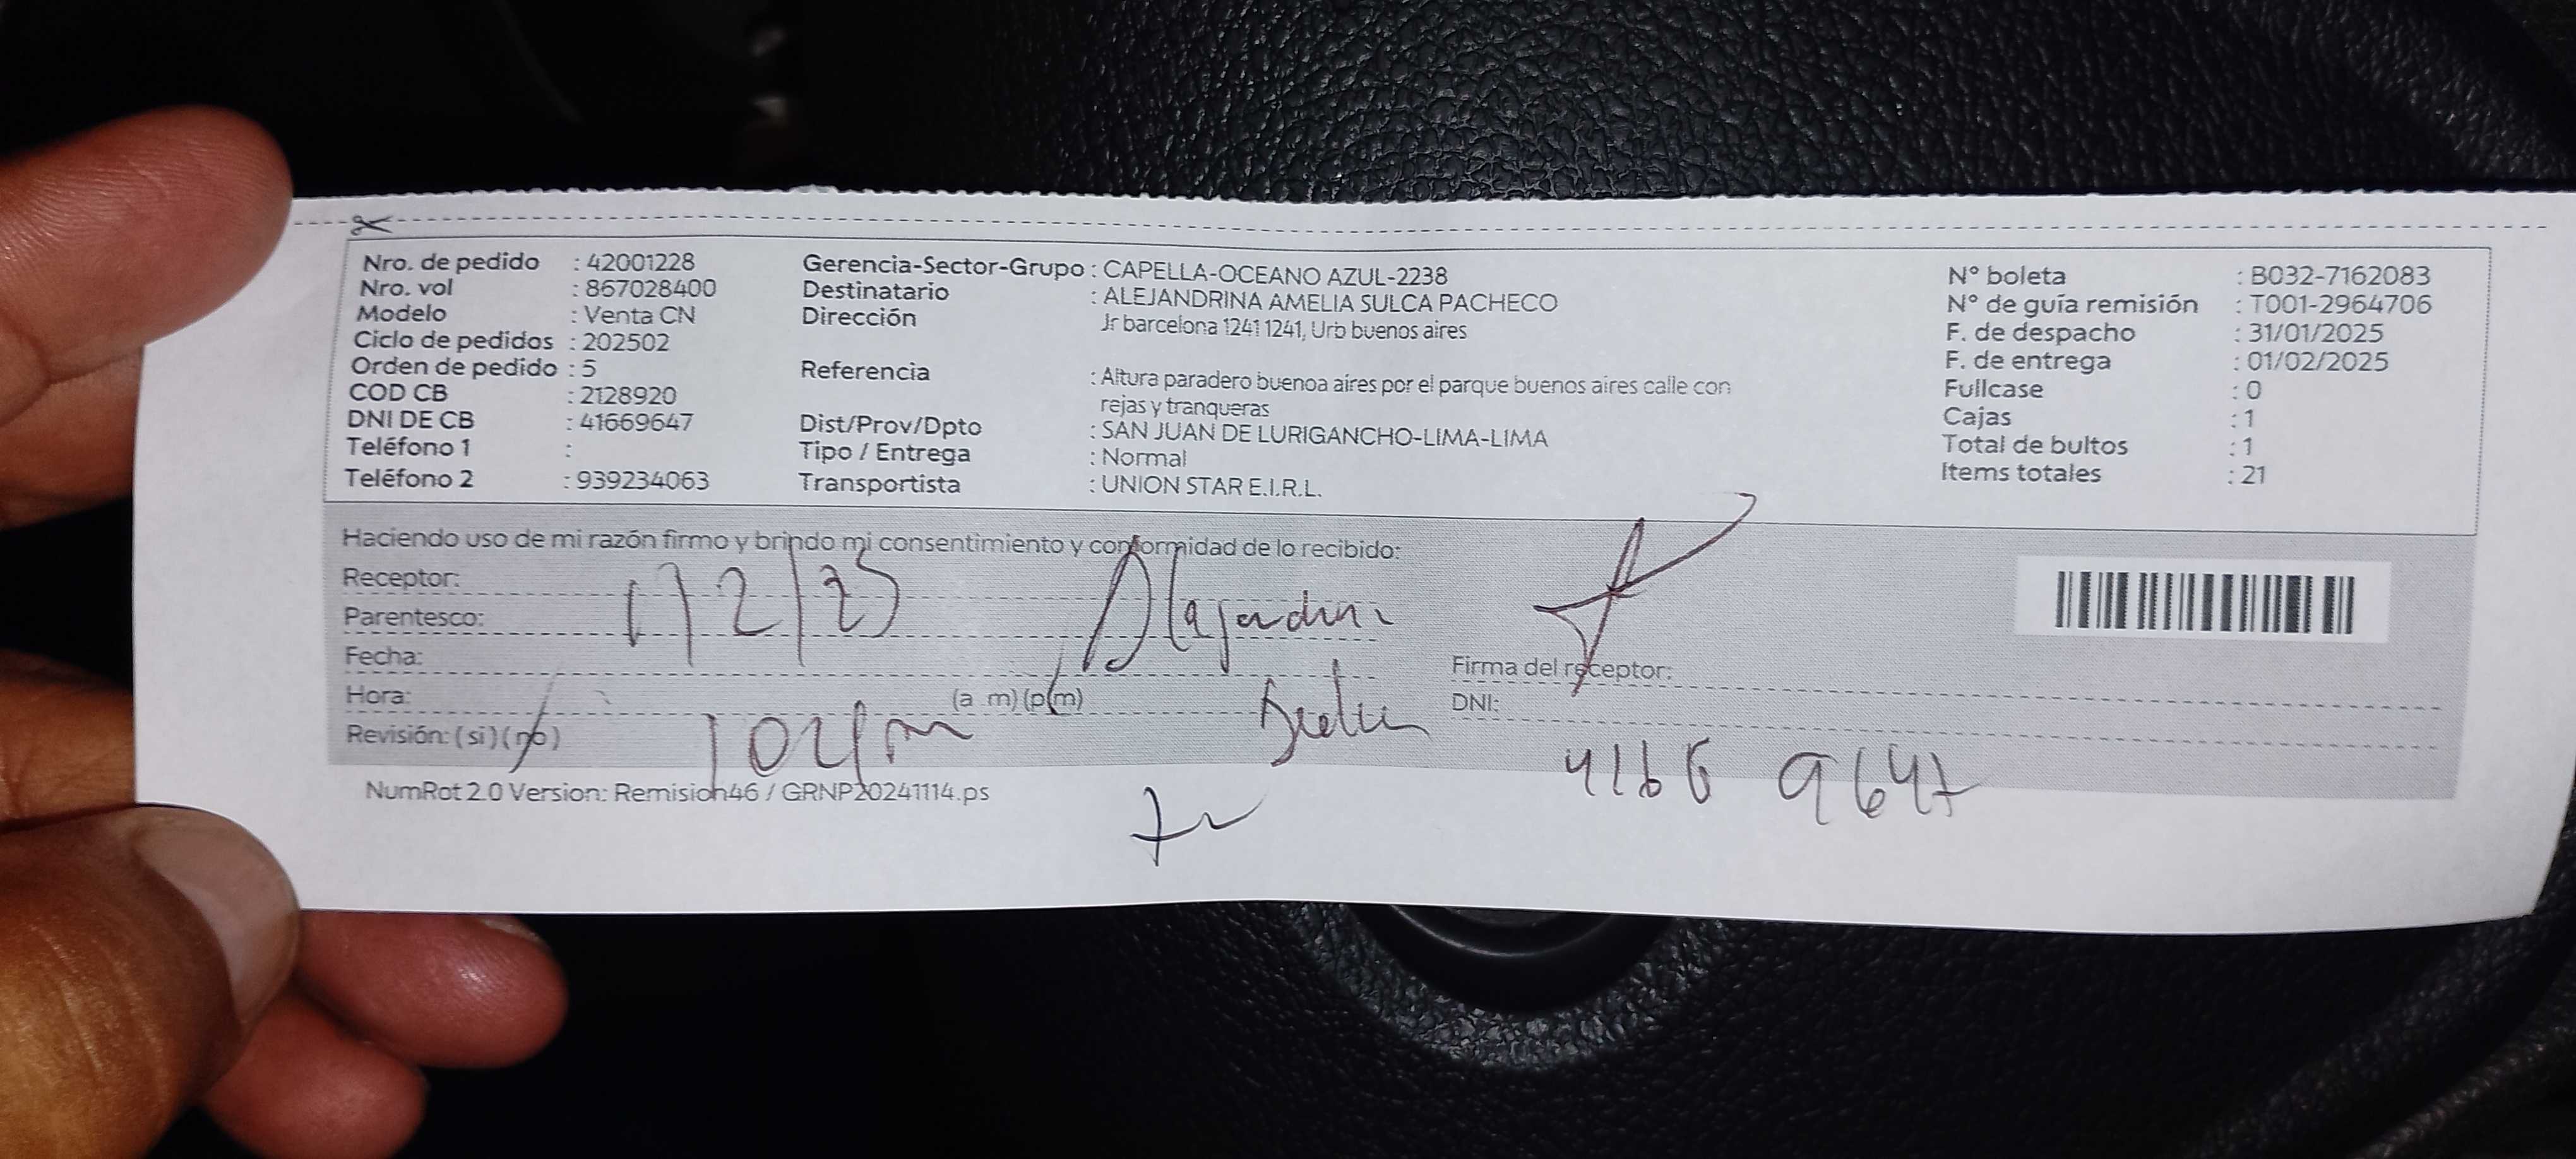 Nro. de pedido : 42001228
Nro. vol : 867028400
Modelo : Venta CN
Ciclo de pedidos : 202502
Orden de pedido : 5
COD CB : 2128920
DNI DE CB : 41669647
Teléfono 1 :
Teléfono 2 : 939234063
Gerencia-Sector-Grupo : CAPELLA-OCEANO AZUL-2238
Destinatario : ALEJANDRINA AMELIA SULCA PACHECO
Dirección Jr barcelona 1241 1241, Urb buenos aires
Referencia : Altura paradero buenoa aires por el parque buenos aires calle con
rejas y tranqueras
Dist/Prov/Dpto : SAN JUAN DE LURIGANCHO-LIMA-LIMA
Tipo / Entrega : Normal
Transportista : UNION STAR E.I.R.L.
N° boleta : B032-7162083
N° de guía remisión : T001-2964706
F. de despacho : 31/01/2025
F. de entrega : 01/02/2025
Fullcase : 0
Cajas : 1
Total de bultos : 1
Items totales : 21
Haciendo uso de mi razón firmo y brindo mi consentimiento y conformidad de lo recibido:
Receptor:
Parentesco:
1/2/25
Fecha:
Hora: (a m) (p m)
Revisión: (si) (no)
Firma del receptor:
DNI:
4166 9647
NumRot 2.0 Version: Remision46 / GRNP20241114.ps